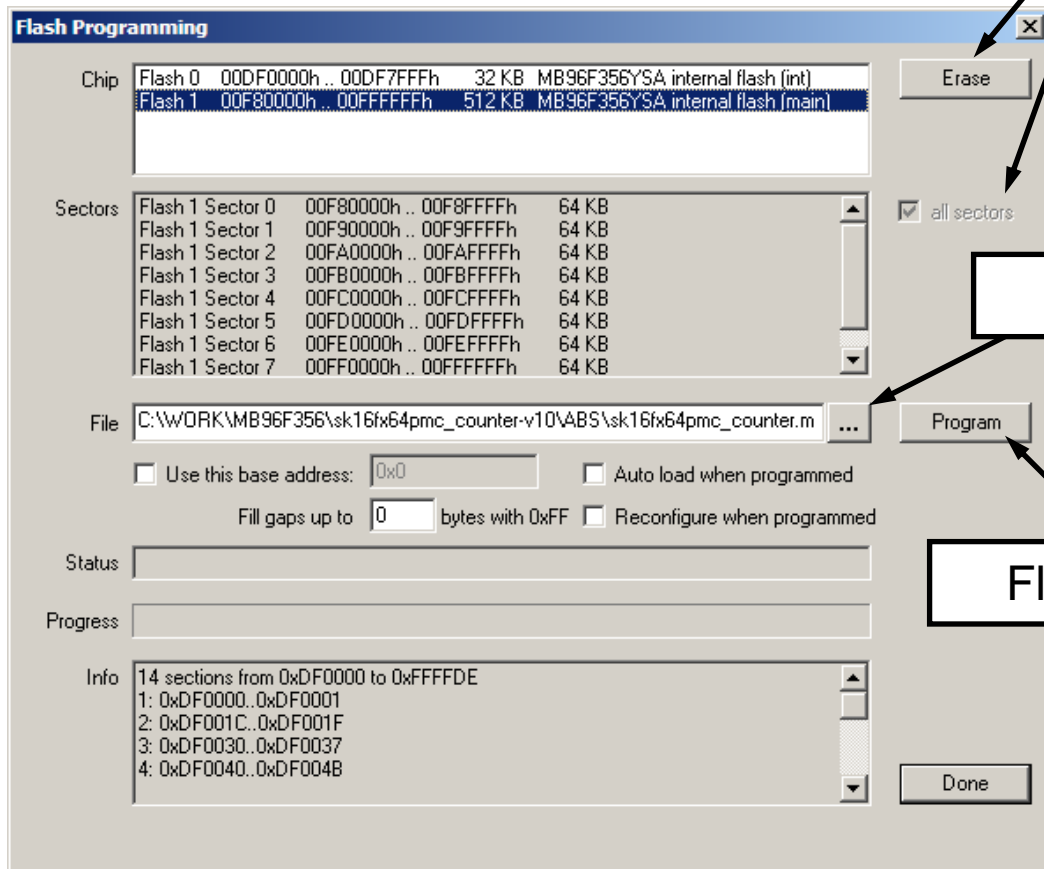 Flash Programming
Chip
Flash 0 00DF0000h .. 00DF7FFFh 32 KB MB96F356YSA internal flash (int)
Flash 1 00F80000h .. 00FFFFFFh 512 KB MB96F356YSA internal flash (main)
Erase
Sectors
Flash 1 Sector 0 00F80000h .. 00F8FFFFh 64 KB
Flash 1 Sector 1 00F90000h .. 00F9FFFFh 64 KB
Flash 1 Sector 2 00FA0000h .. 00FAFFFFh 64 KB
Flash 1 Sector 3 00FB0000h .. 00FBFFFFh 64 KB
Flash 1 Sector 4 00FC0000h .. 00FCFFFFh 64 KB
Flash 1 Sector 5 00FD0000h .. 00FDFFFFh 64 KB
Flash 1 Sector 6 00FE0000h .. 00FEFFFFh 64 KB
Flash 1 Sector 7 00FF0000h .. 00FFFFFFh 64 KB
all sectors
File C:\WORK\MB96F356\sk16fx64pmc_counter-v10\ABS\sk16fx64pmc_counter.m ... Program
Use this base address: 0x0 Auto load when programmed
Fill gaps up to 0 bytes with 0xFF Reconfigure when programmed
Status
Fl
Progress
Info
14 sections from 0xDF0000 to 0xFFFFDE
1: 0xDF0000..0xDF0001
2: 0xDF001C..0xDF001F
3: 0xDF0030..0xDF0037
4: 0xDF0040..0xDF004B
Done